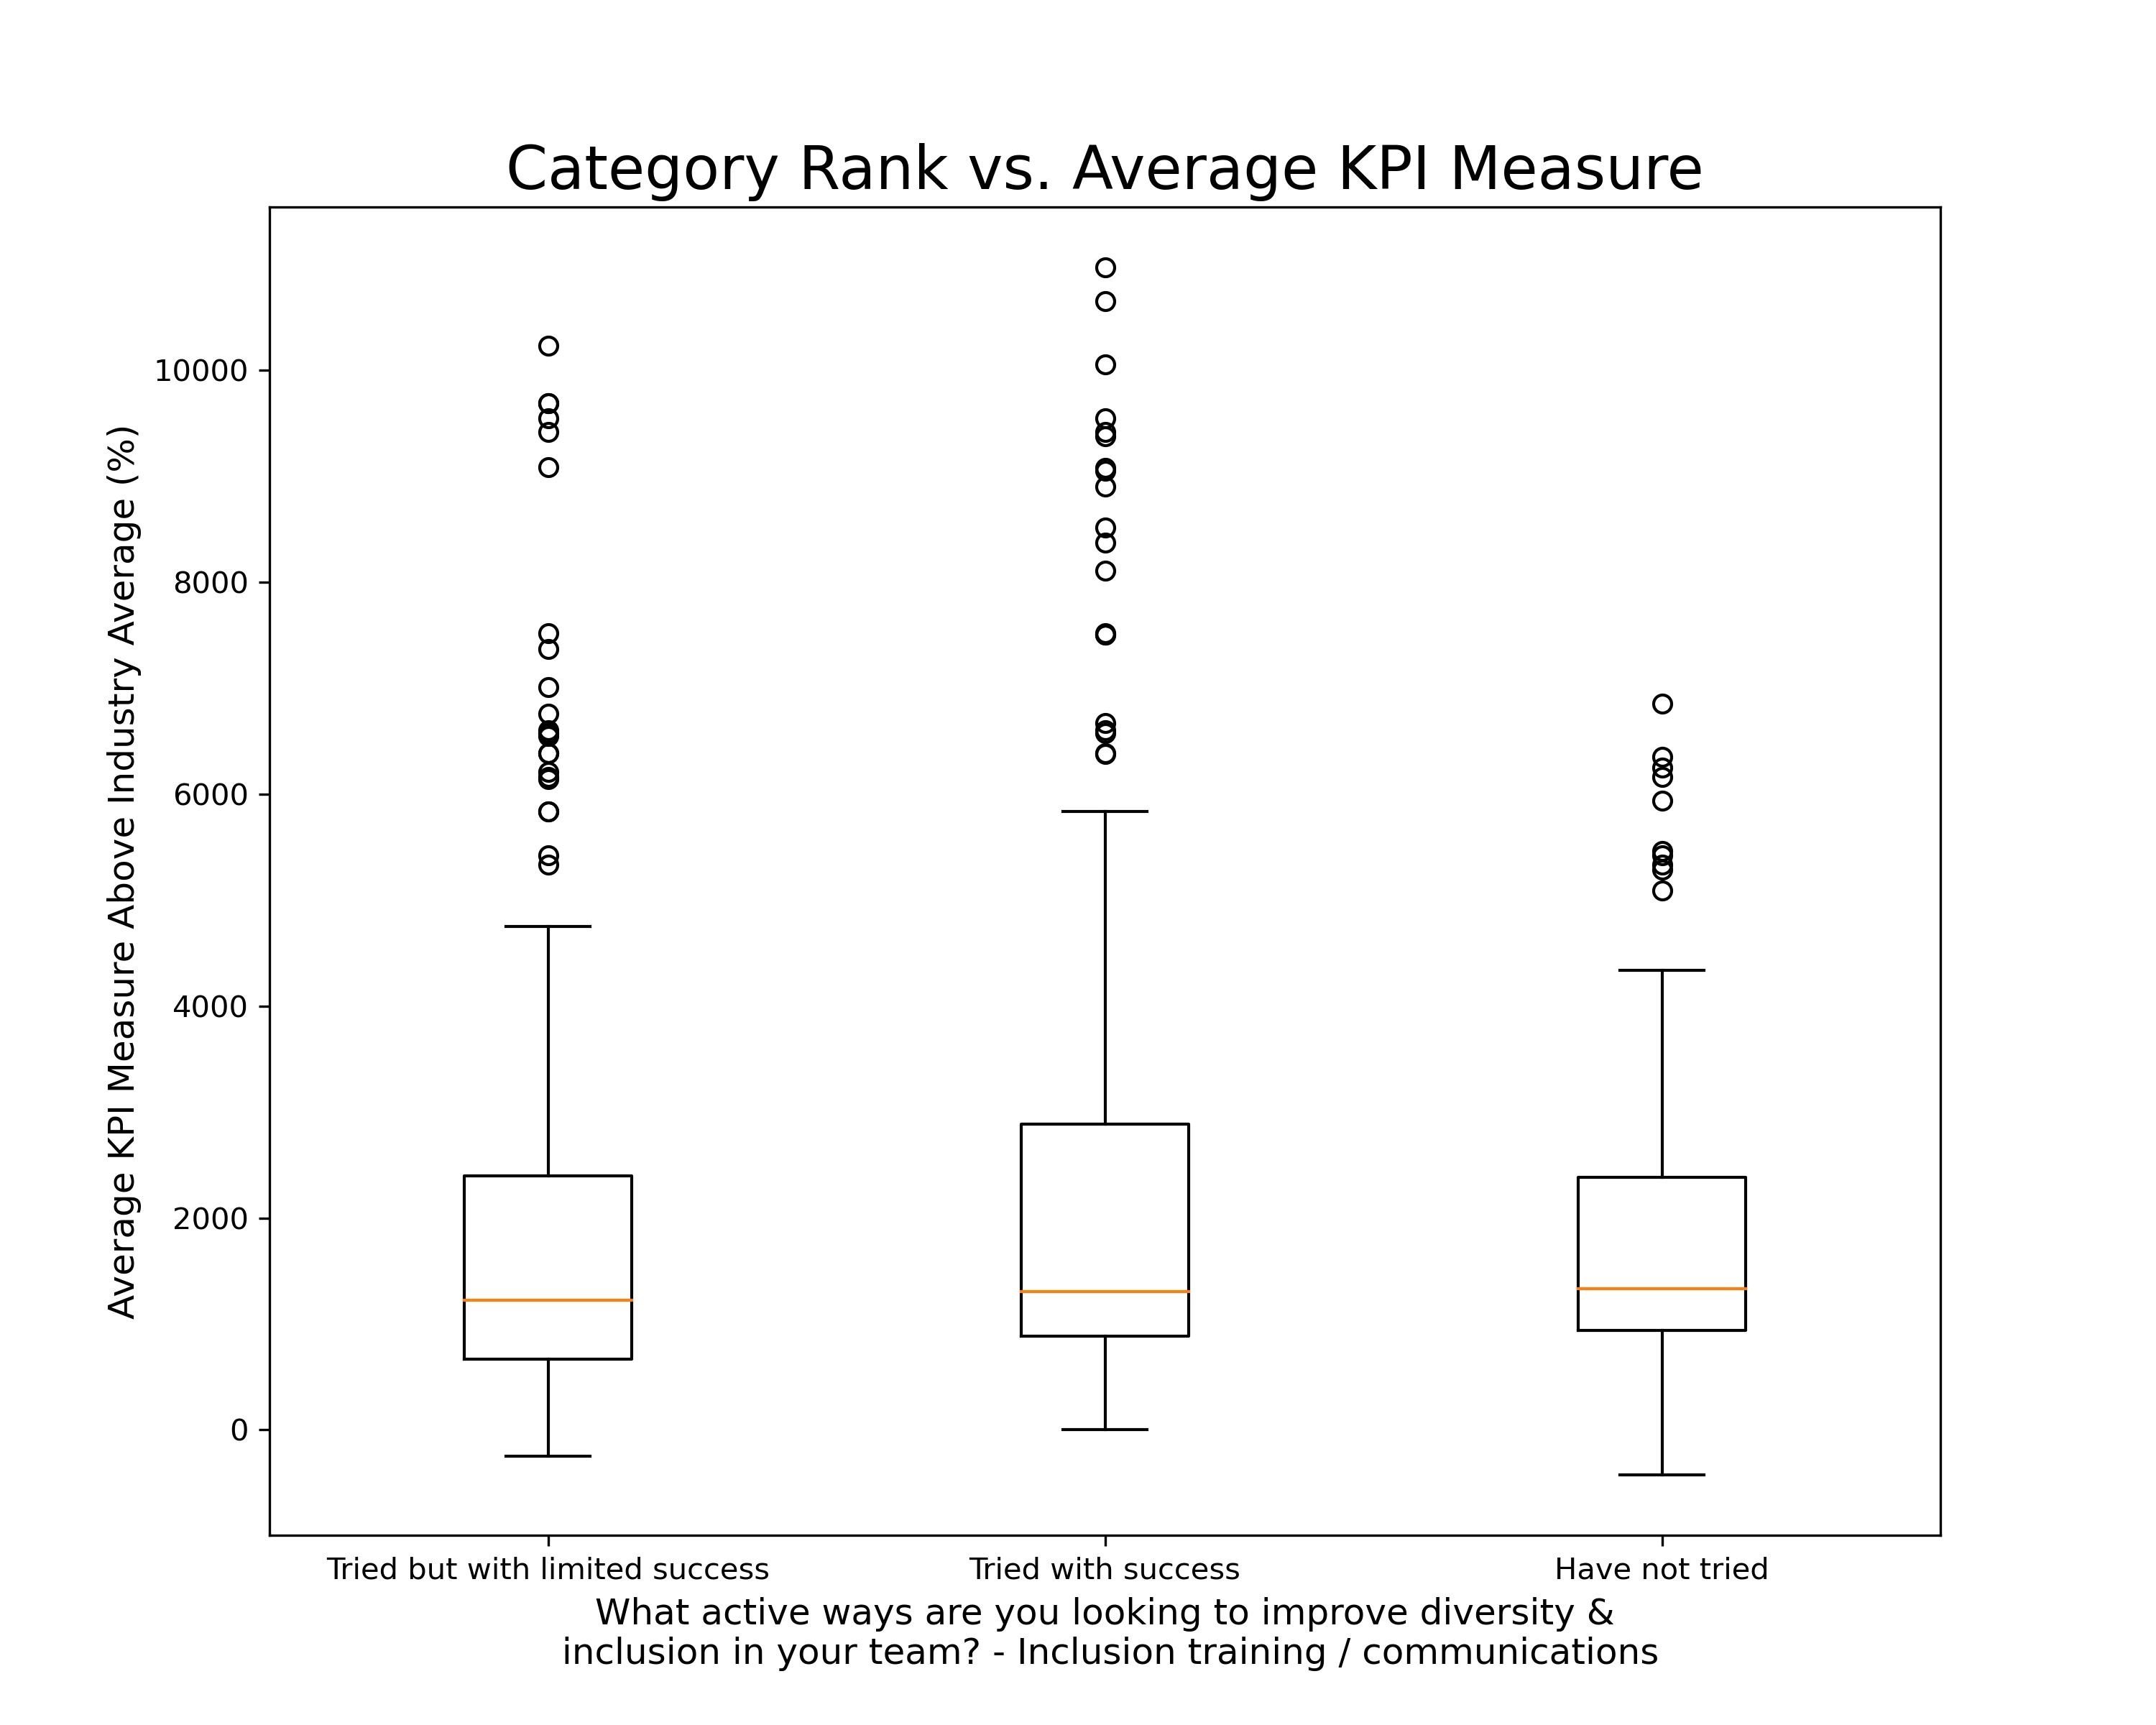 Category Rank vs. Average KPI Measure
Average KPI Measure Above Industry Average (%)
10000
8000
6000
4000
2000
0
Tried but with limited success
Tried with success
Have not tried
What active ways are you looking to improve diversity &
inclusion in your team? - Inclusion training / communications